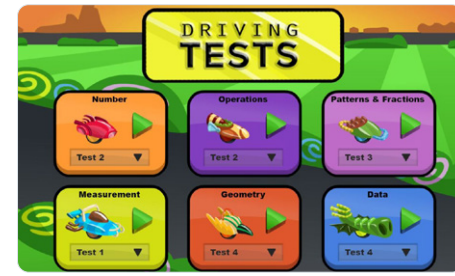 DRIVING
TESTS
Number
Operations
Patterns & Fractions
Test 2
Test 2
Test 3
Measurement
Geometry
Data
Test 1
Test 4
Test 4